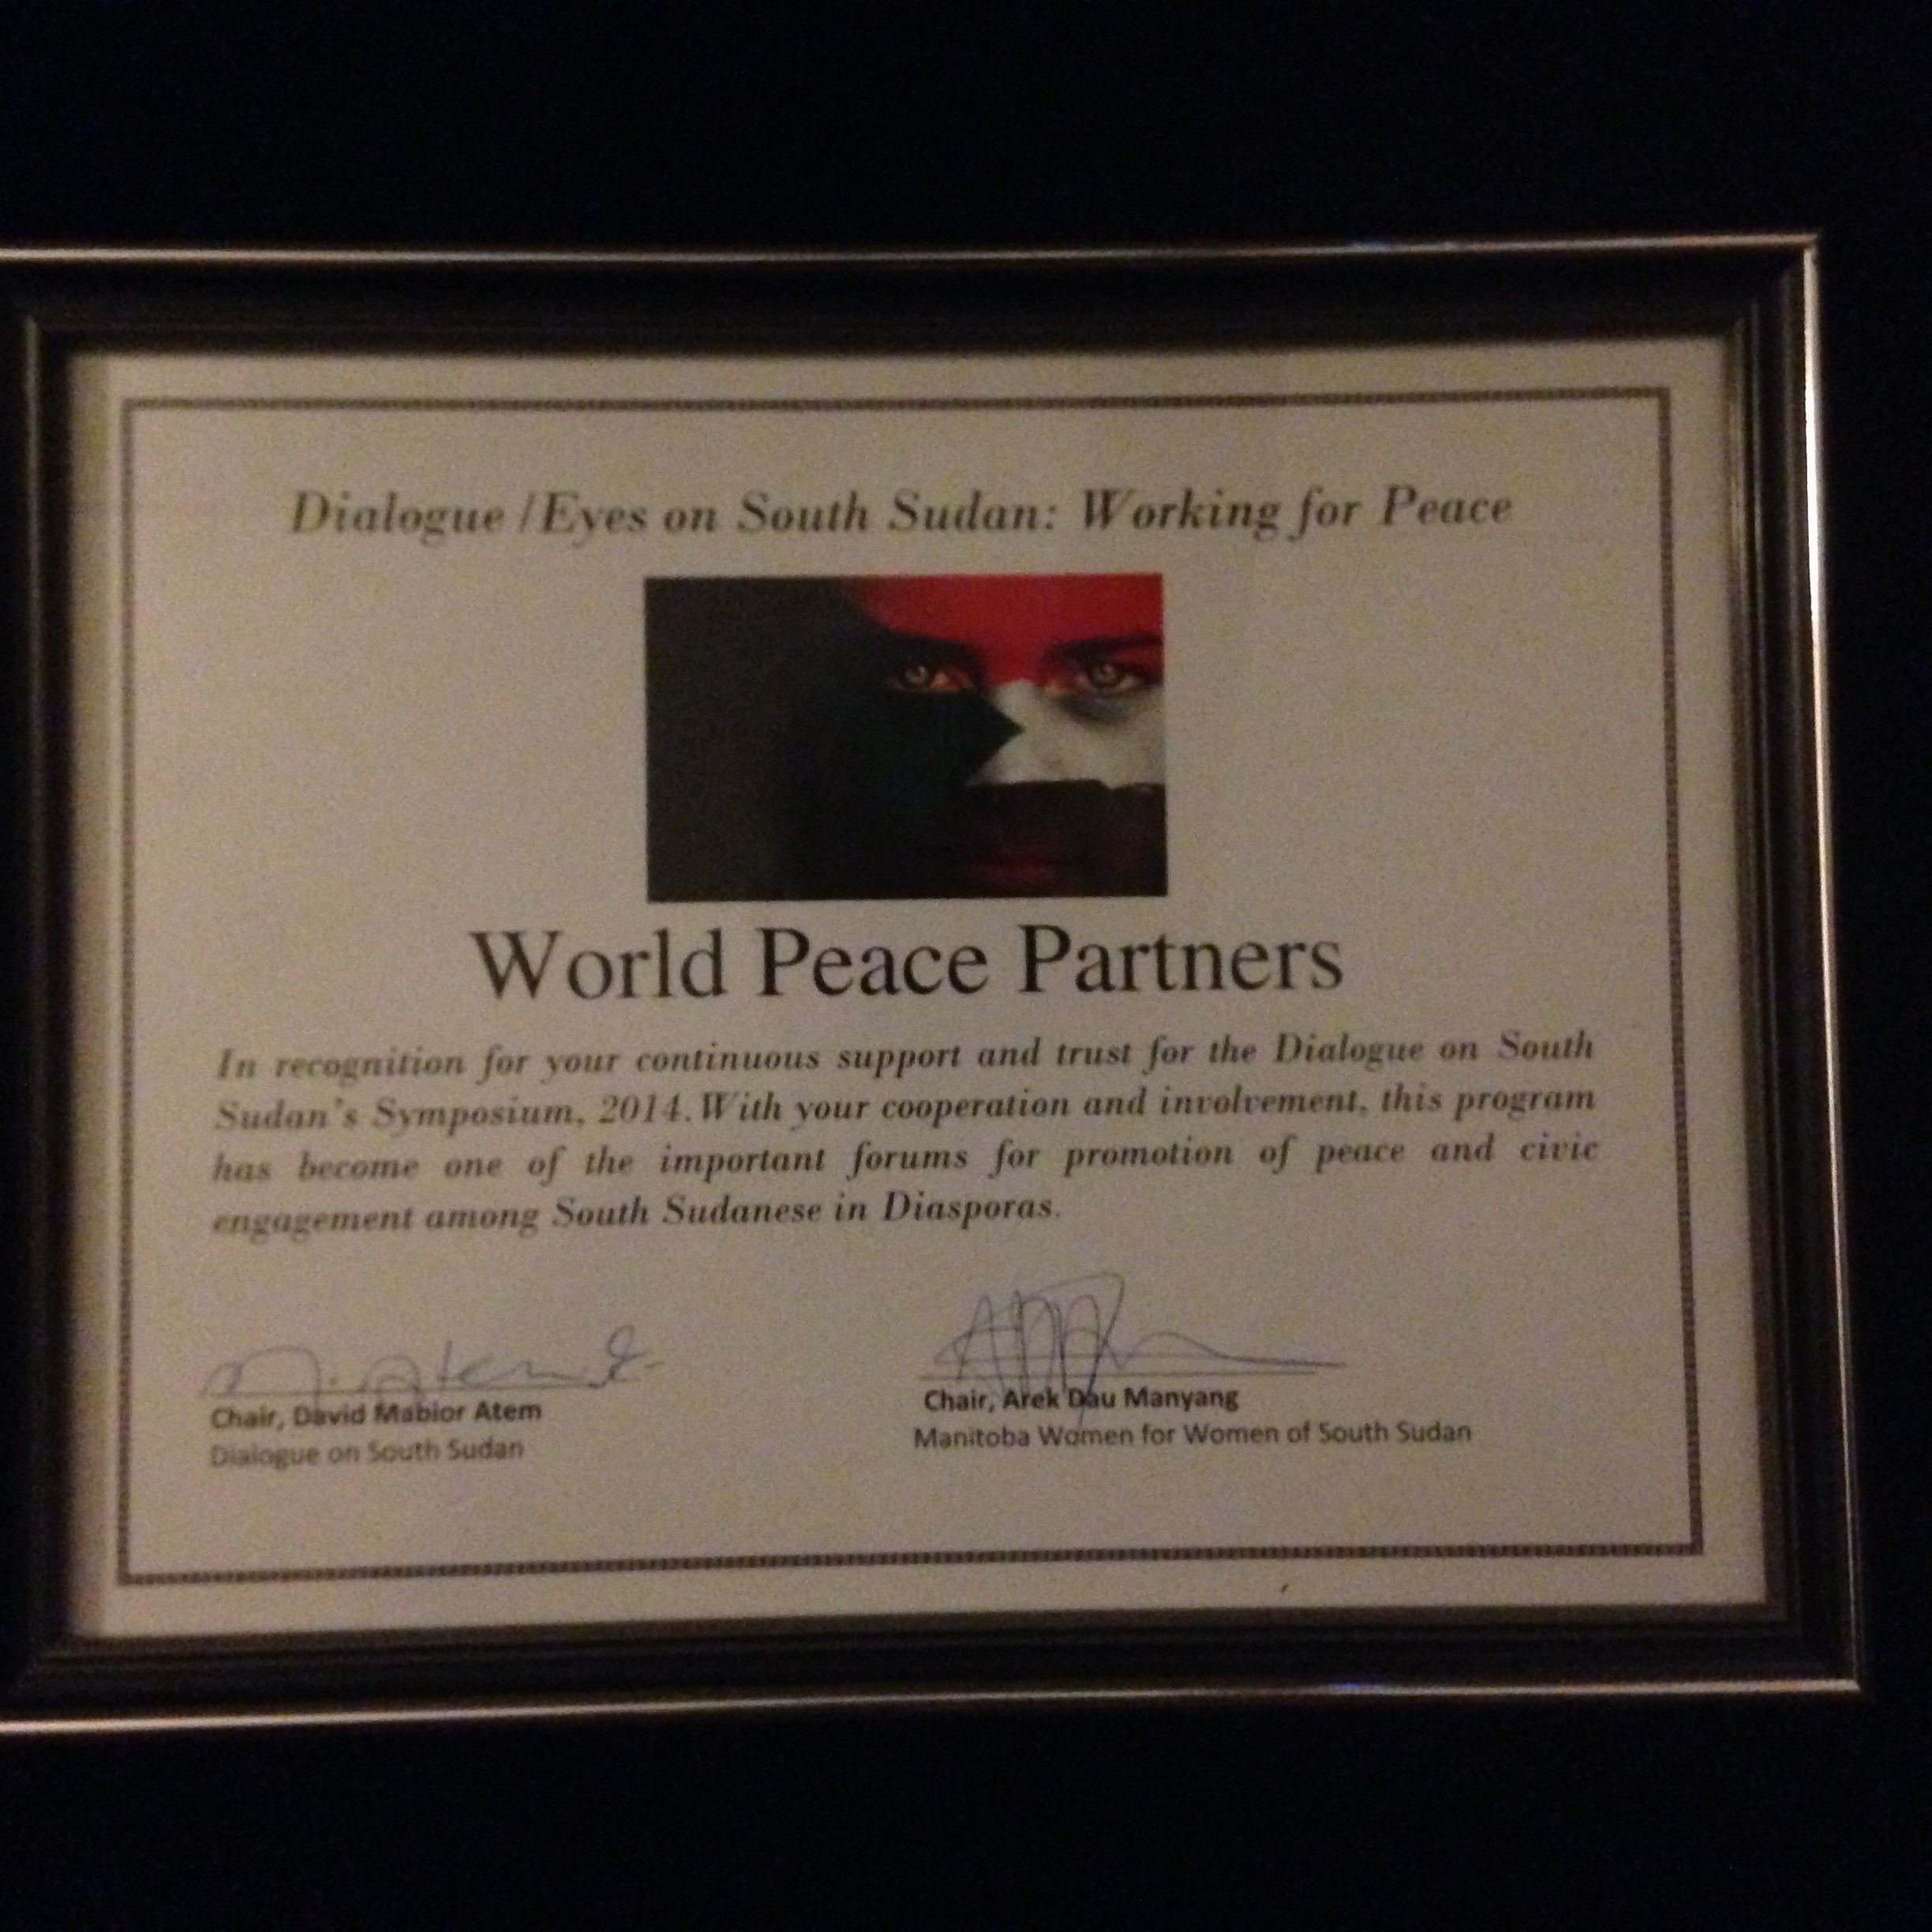 Dialogue /Eyes on South Sudan: Working for Peace
World Peace Partners
In recognition for your continuous support and trust for the Dialogue on South
Sudan's Symposium, 2014. With your cooperation and involvement, this program
has become one of the important forums for promotion of peace and civic
engagement among South Sudanese in Diasporas.
Chair, David Mabior Atem
Dialogue on South Sudan
Chair, Arek Dau Manyang
Manitoba Women for Women of South Sudan